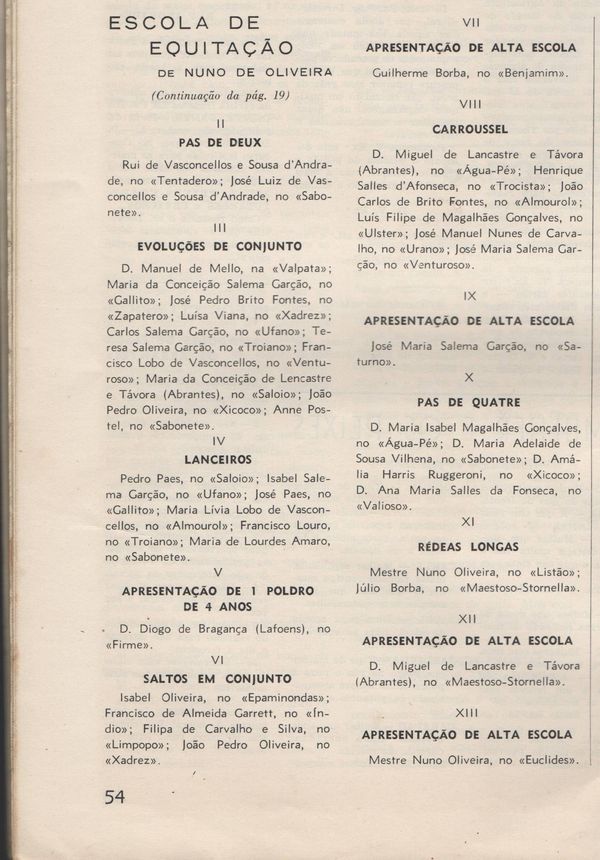 ESCOLA DE
EQUITAÇÃO
DE NUNO DE OLIVEIRA
(Continuação da pág. 19)
II
PAS DE DEUX
Rui de Vasconcellos e Sousa d'Andra-
de, no «Tentadero»; José Luiz de Vas-
concellos e Sousa d'Andrade, no «Sabo-
nete».
III
EVOLUÇÕES DE CONJUNTO
D. Manuel de Mello, na «Valpata»;
Maria da Conceição Salema Garção, no
«Gallito»; José Pedro Brito Fontes, no
«Zapatero»; Luísa Viana, no «Xadrez»;
Carlos Salema Garção, no «Ufano»; Te-
resa Salema Garção, no «Troiano»; Fran-
cisco Lobo de Vasconcellos, no «Ventu-
roso»; Maria da Conceição de Lencastre
e Távora (Abrantes), no «Saloio»; João
Pedro Oliveira, no «Xicoco»; Anne Pos-
tel, no «Sabonete».
IV
LANCEIROS
Pedro Paes, no «Saloio»; Isabel Sale-
ma Garção, no «Ufano»; José Paes, no
«Gallito»; Maria Lívia Lobo de Vascon-
cellos, no «Almourol»; Francisco Louro,
no «Troiano»; Maria de Lourdes Amaro,
no «Sabonete».
V
APRESENTAÇÃO DE 1 POLDRO
DE 4 ANOS
D. Diogo de Bragança (Lafoens), no
«Firme».
VI
SALTOS EM CONJUNTO
Isabel Oliveira, no «Epaminondas»;
Francisco de Almeida Garrett, no «Ín-
dio»; Filipa de Carvalho e Silva, no
«Limpopo»; João Pedro Oliveira, no
«Xadrez».
54
VII
APRESENTAÇÃO DE ALTA ESCOLA
Guilherme Borba, no «Benjamim».
VIII
CARROUSSEL
D. Miguel de Lancastre e Távora
(Abrantes), no «Água-Pé»; Henrique
Salles d'Afonseca, no «Trocista»; João
Carlos de Brito Fontes, no «Almourol»;
Luís Filipe de Magalhães Gonçalves, no
«Ulster»; José Manuel Nunes de Carva-
lho, no «Urano»; José Maria Salema Gar-
ção, no «Venturoso».
IX
APRESENTAÇÃO DE ALTA ESCOLA
José Maria Salema Garção, no «Sa-
turno».
X
PAS DE QUATRE
D. Maria Isabel Magalhães Gonçalves,
no «Água-Pé»; D. Maria Adelaide de
Sousa Vilhena, no «Sabonete»; D. Amá-
lia Harris Ruggeroni, no «Xicoco»;
D. Ana Maria Salles da Fonseca, no
«Valioso».
XI
RÉDEAS LONGAS
Mestre Nuno Oliveira, no «Listão»;
Júlio Borba, no «Maestoso-Stornella».
XII
APRESENTAÇÃO DE ALTA ESCOLA
D. Miguel de Lancastre e Távora
(Abrantes), no «Maestoso-Stornella».
XIII
APRESENTAÇÃO DE ALTA ESCOLA
Mestre Nuno Oliveira, no «Euclides».